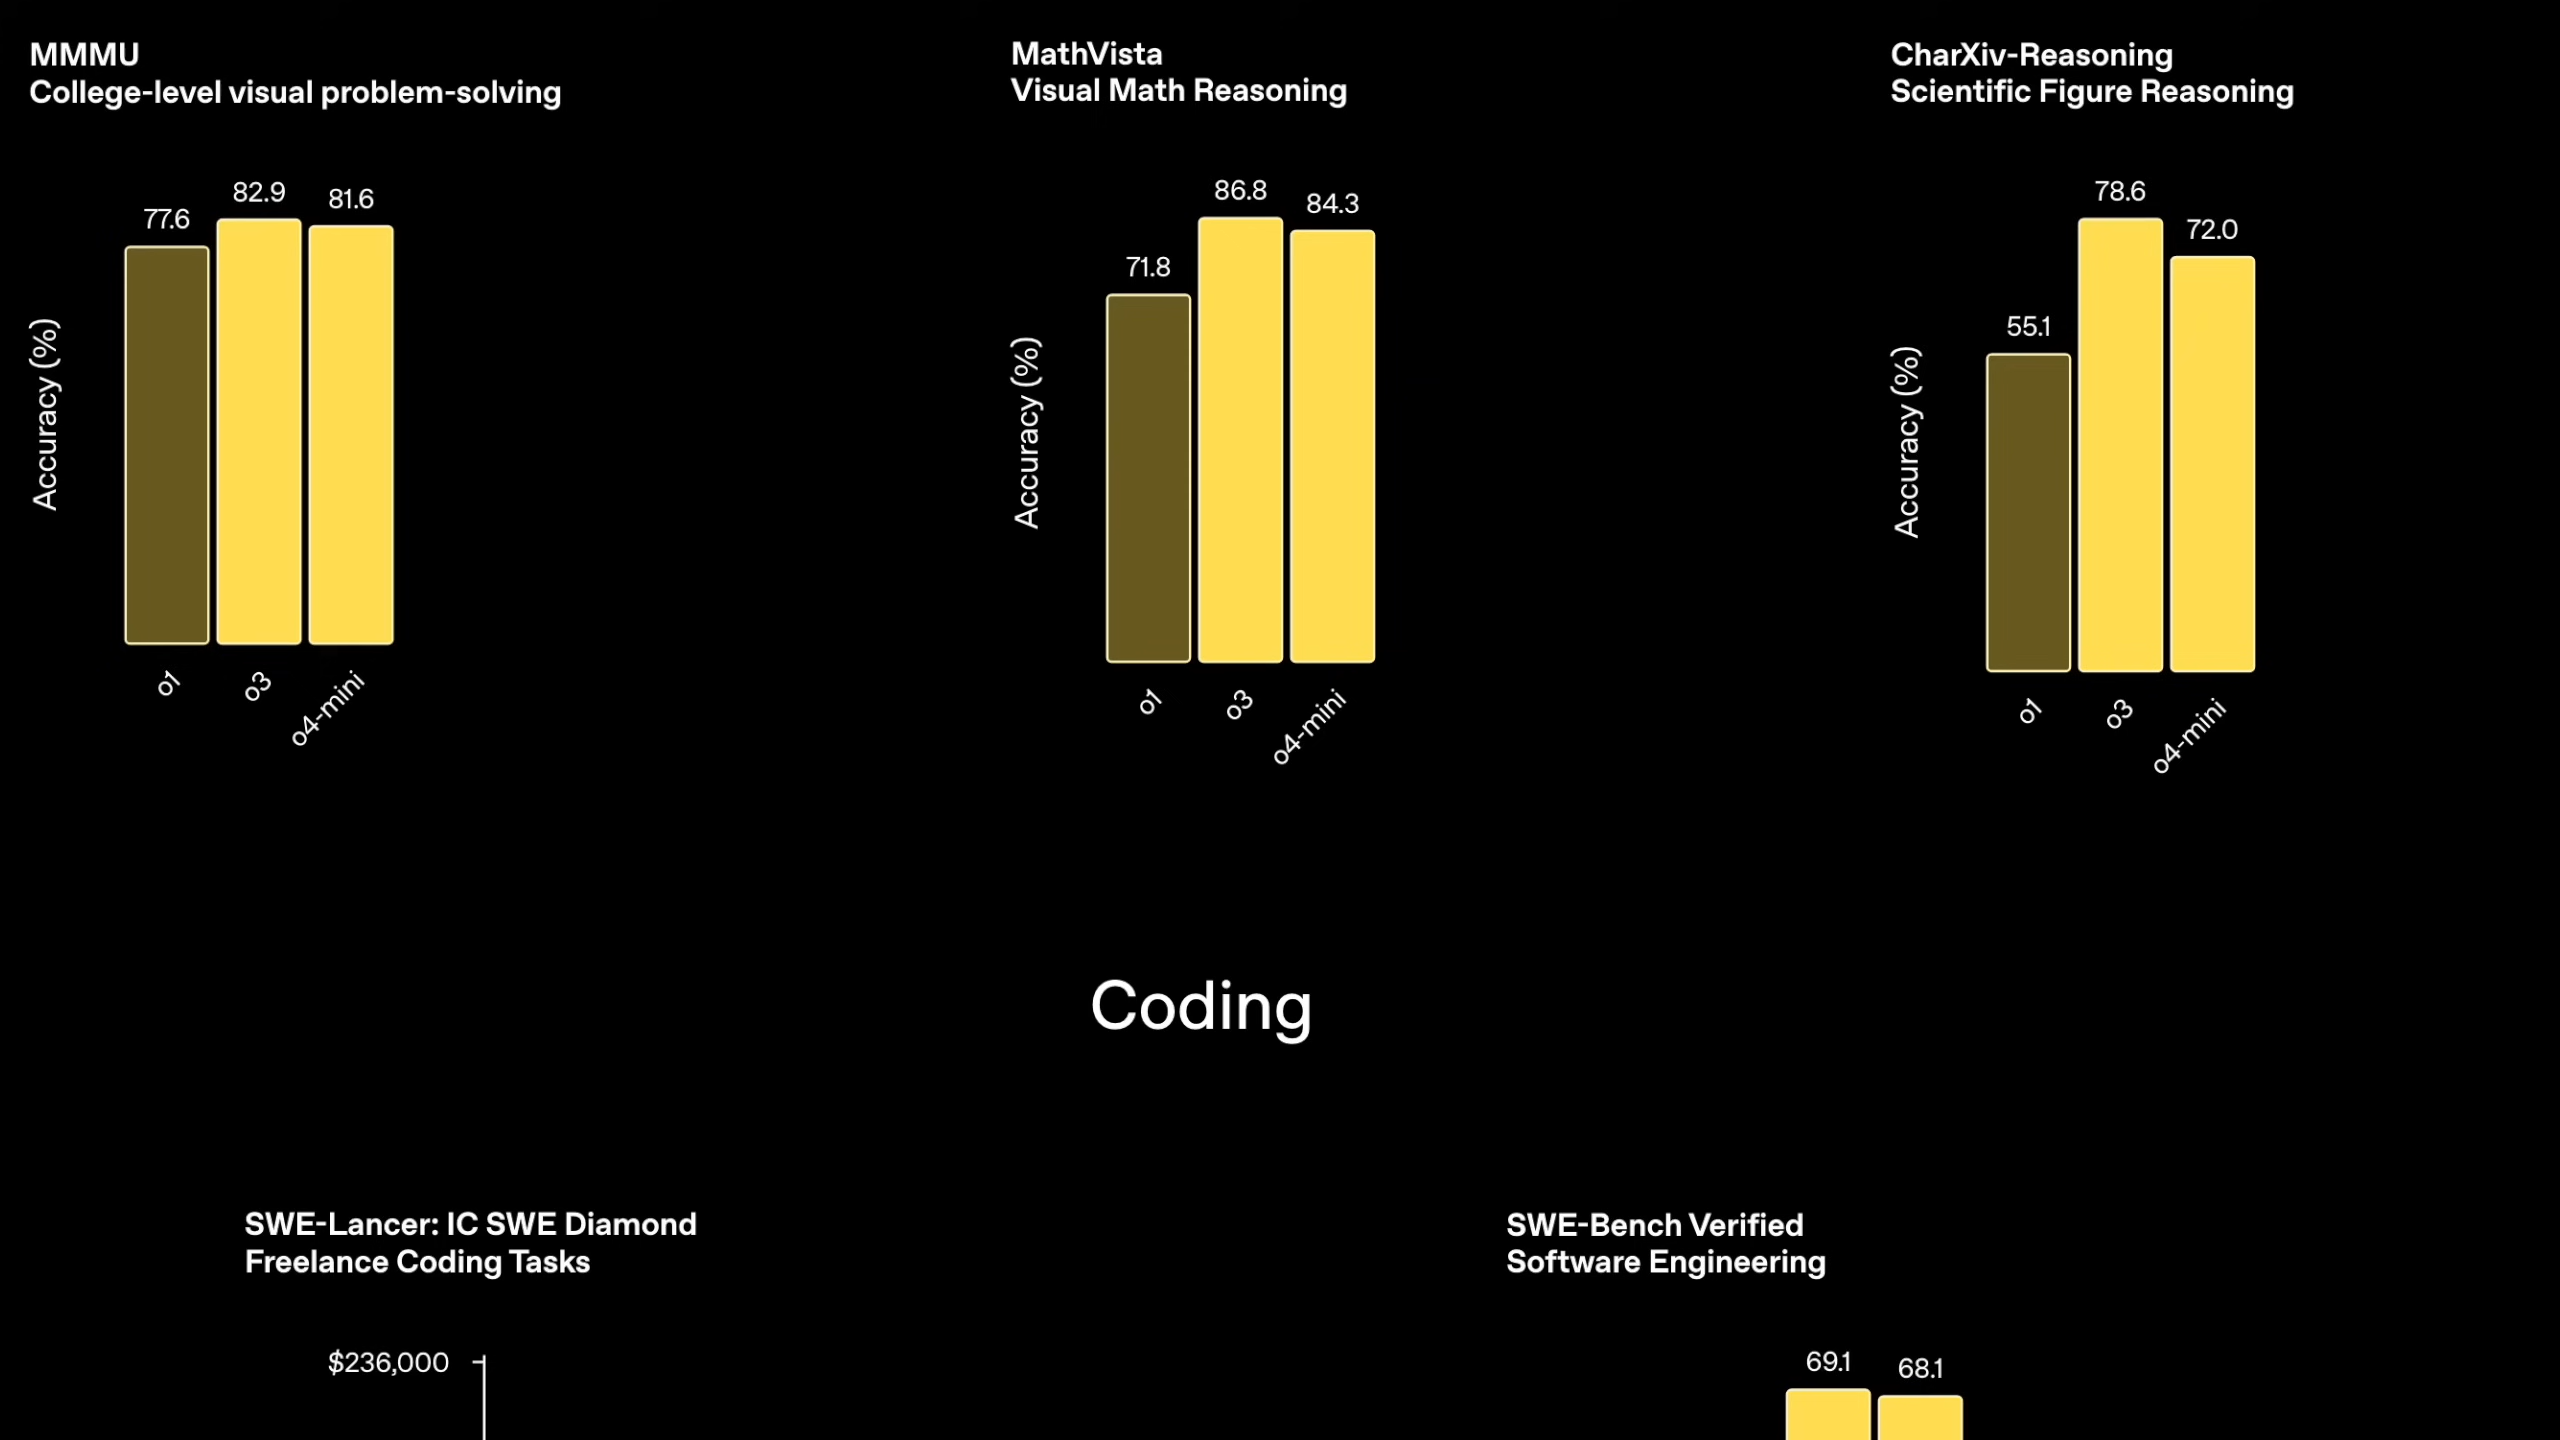 MMMU
College-level visual problem-solving
77.6
82.9
81.6
Accuracy (%)
o1
o3
o4-mini
MathVista
Visual Math Reasoning
71.8
86.8
84.3
Accuracy (%)
o1
o3
o4-mini
CharXiv-Reasoning
Scientific Figure Reasoning
55.1
78.6
72.0
Accuracy (%)
o1
o3
o4-mini
Coding
SWE-Lancer: IC SWE Diamond
Freelance Coding Tasks
$236,000
SWE-Bench Verified
Software Engineering
69.1
68.1